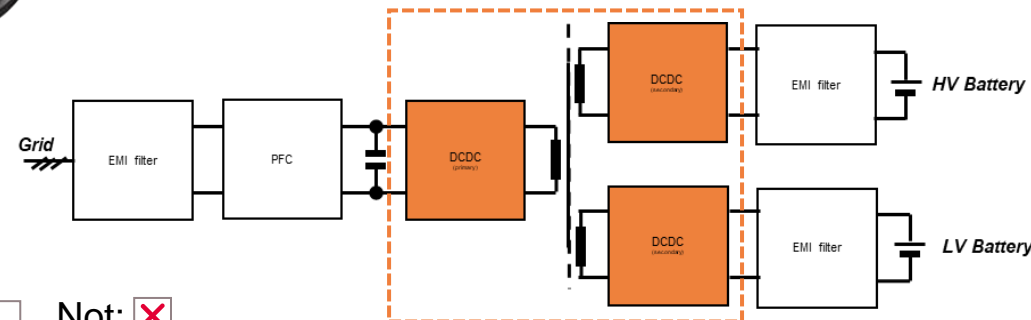 DCDC
(secondary)
EMI filter
HV Battery
Grid
EMI filter
PFC
DCDC
(primary)
DCDC
(secondary)
EMI filter
LV Battery
Not: